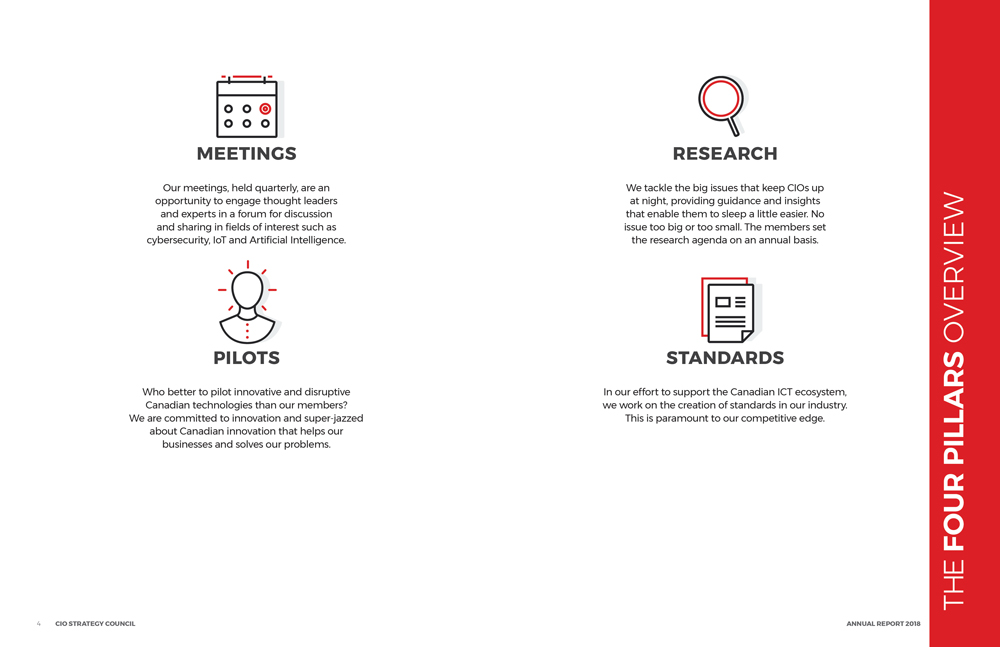 MEETINGS
Our meetings, held quarterly, are an
opportunity to engage thought leaders
and experts in a forum for discussion
and sharing in fields of interest such as
cybersecurity, IoT and Artificial Intelligence.
PILOTS
Who better to pilot innovative and disruptive
Canadian technologies than our members?
We are committed to innovation and super-jazzed
about Canadian innovation that helps our
businesses and solves our problems.
RESEARCH
We tackle the big issues that keep CIOs up
at night, providing guidance and insights
that enable them to sleep a little easier. No
issue too big or too small. The members set
the research agenda on an annual basis.
STANDARDS
In our effort to support the Canadian ICT ecosystem,
we work on the creation of standards in our industry.
This is paramount to our competitive edge.
THE FOUR PILLARS OVERVIEW
4 CIO STRATEGY COUNCIL
ANNUAL REPORT 2018